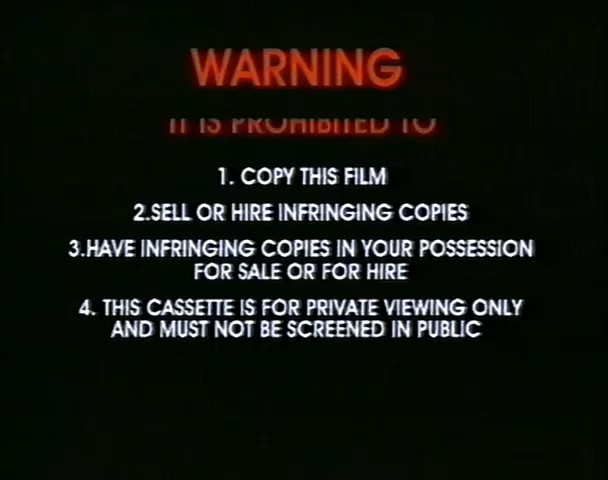 WARNING
IT IS PROHIBITED TO
1. COPY THIS FILM
2.SELL OR HIRE INFRINGING COPIES
3.HAVE INFRINGING COPIES IN YOUR POSSESSION
FOR SALE OR FOR HIRE
4. THIS CASSETTE IS FOR PRIVATE VIEWING ONLY
AND MUST NOT BE SCREENED IN PUBLIC